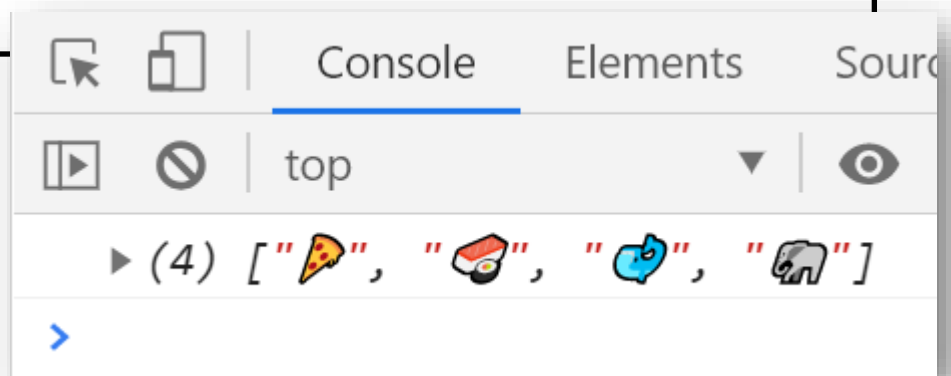 Console Elements Sourc
top
(4) ["🍕", "🍣", "🐳", "🐘"]